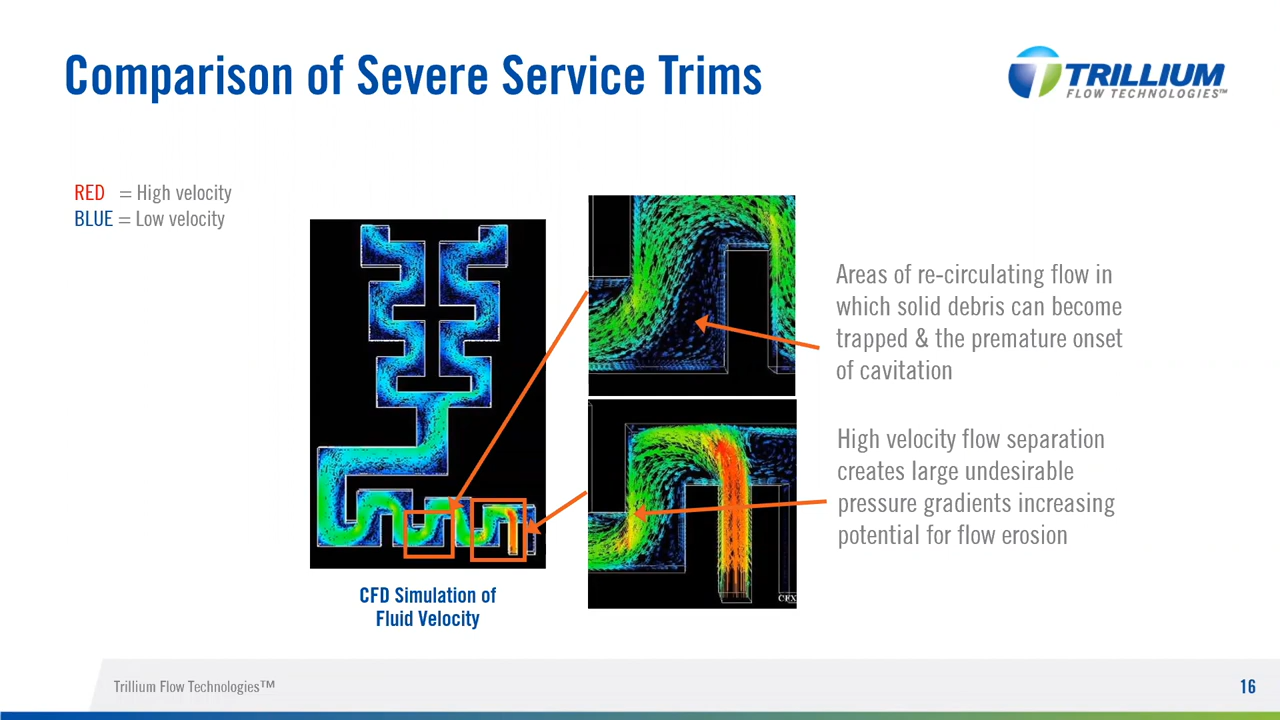 Comparison of Severe Service Trims
TRILLIUM
FLOW TECHNOLOGIES™
RED = High velocity
BLUE = Low velocity
Areas of re-circulating flow in
which solid debris can become
trapped & the premature onset
of cavitation
High velocity flow separation
creates large undesirable
pressure gradients increasing
potential for flow erosion
CFX
CFD Simulation of
Fluid Velocity
Trillium Flow Technologies™
16